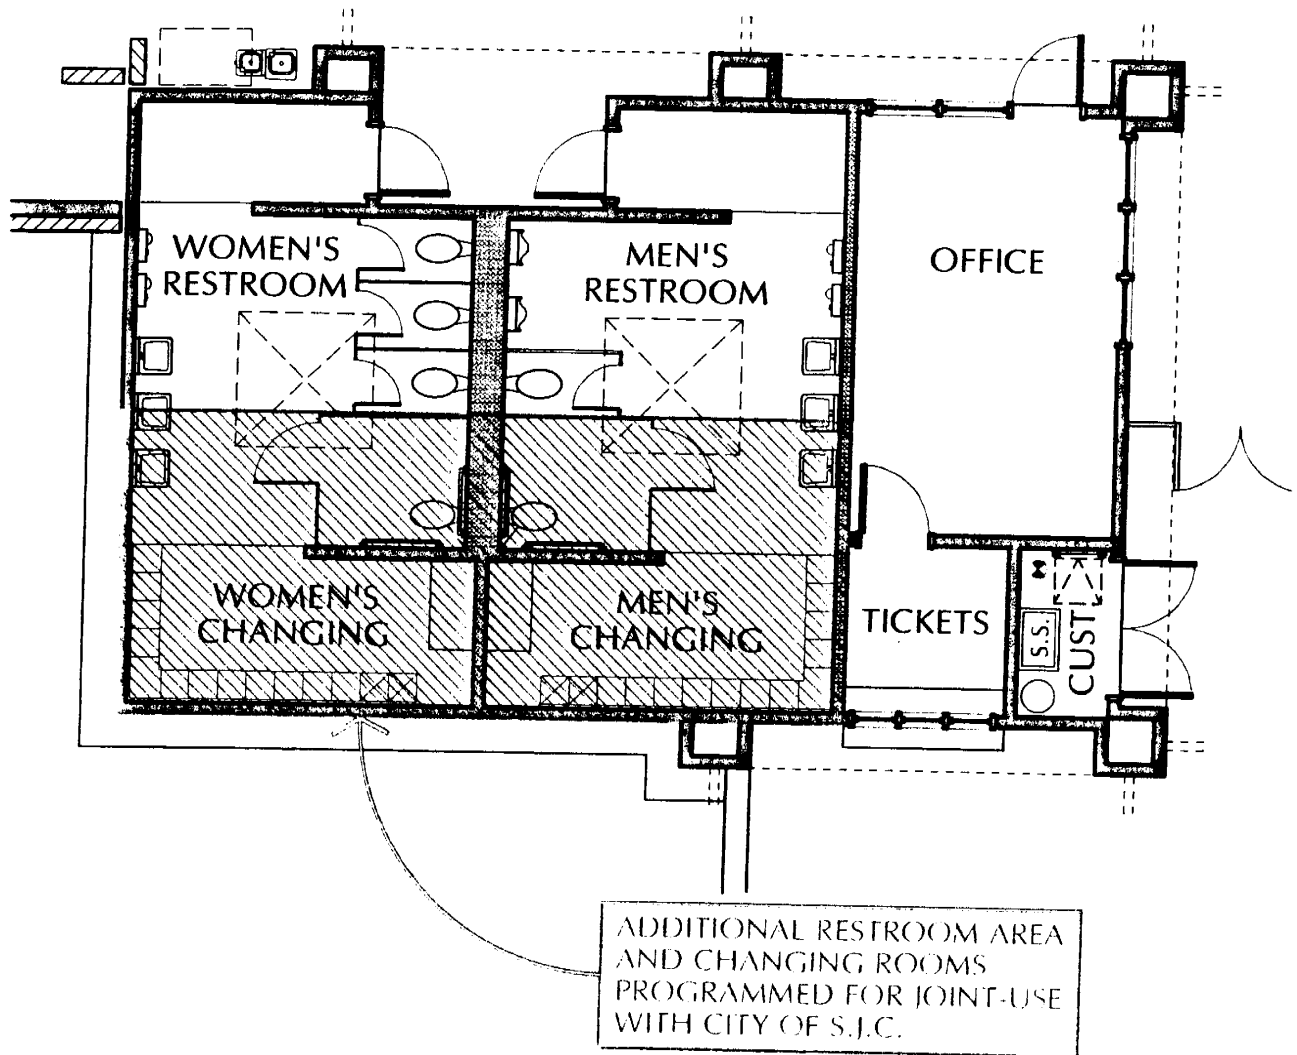 WOMEN'S
RESTROOM
MEN'S
RESTROOM
OFFICE
WOMEN'S
CHANGING
MEN'S
CHANGING
TICKETS
S.S.
CUST
ADDITIONAL RESTROOM AREA
AND CHANGING ROOMS
PROGRAMMED FOR JOINT-USE
WITH CITY OF S.J.C.